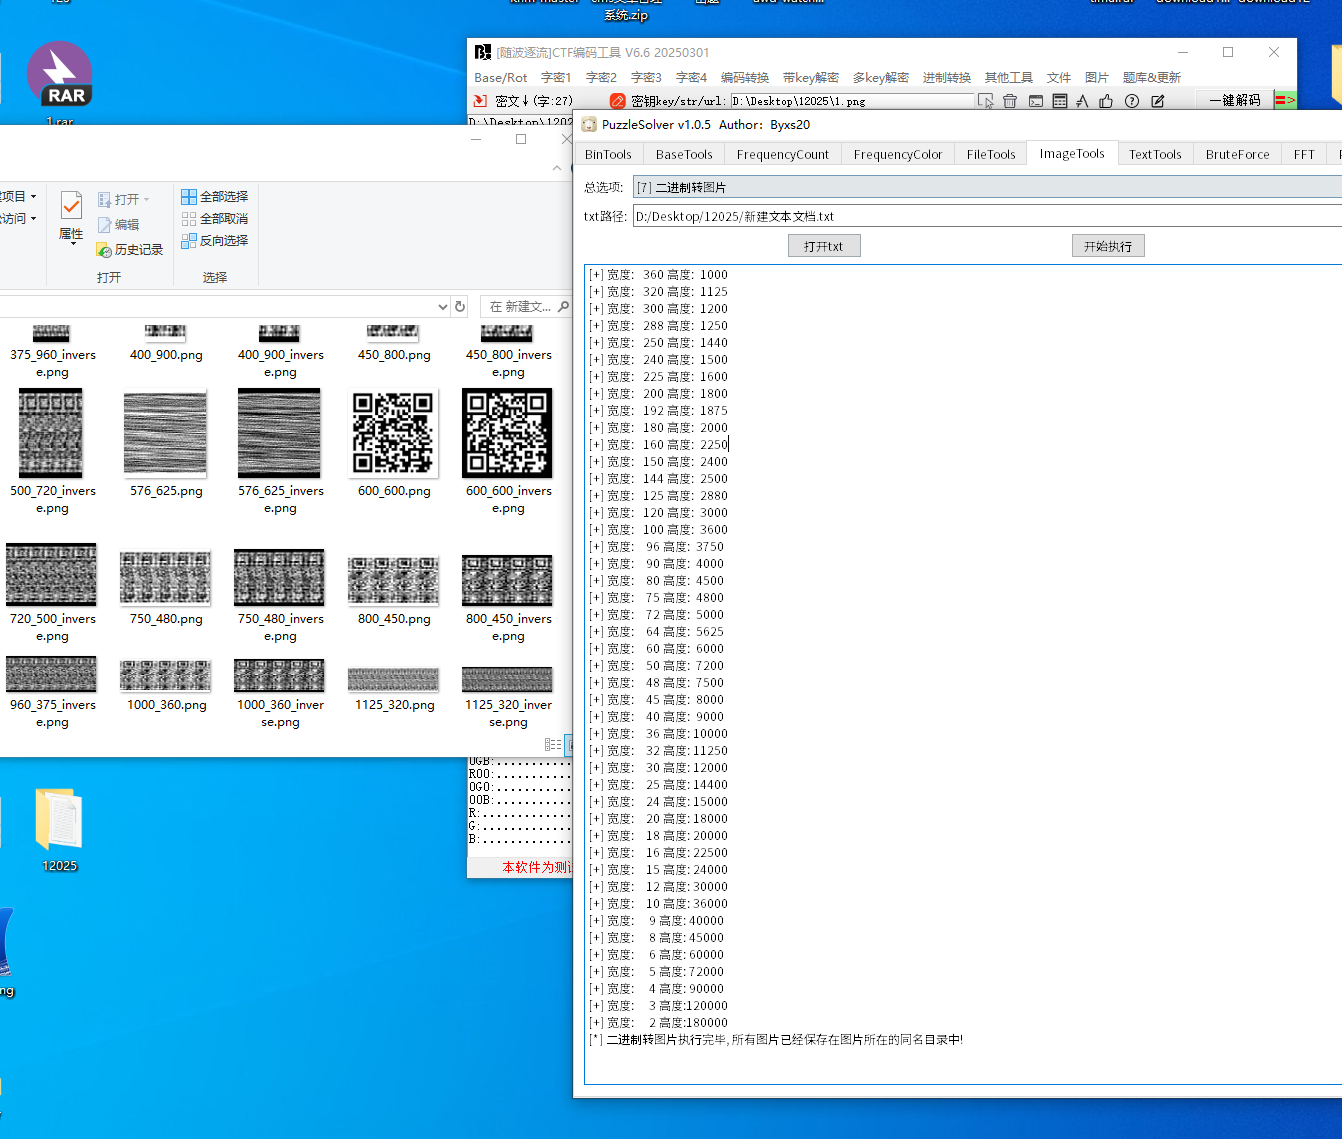 系统.zip
RAR
1.rar
[随波逐流]CTF编码工具 V6.6 20250301
Base/Rot 字密1 字密2 字密3 字密4 编码转换 带key解密 多key解密 进制转换 其他工具 文件 图片 题库&更新
密文↓(字:27) 密钥key/str/url: D:\Desktop\12025\1.png 一键解码
PuzzleSolver v1.0.5 Author: Byxs20
BinTools BaseTools FrequencyCount FrequencyColor FileTools ImageTools TextTools BruteForce FFT
总选项: [7] 二进制转图片
txt路径: D:/Desktop/12025/新建文本文档.txt
打开txt 开始执行
[+] 宽度: 360 高度: 1000
[+] 宽度: 320 高度: 1125
[+] 宽度: 300 高度: 1200
[+] 宽度: 288 高度: 1250
[+] 宽度: 250 高度: 1440
[+] 宽度: 240 高度: 1500
[+] 宽度: 225 高度: 1600
[+] 宽度: 200 高度: 1800
[+] 宽度: 192 高度: 1875
[+] 宽度: 180 高度: 2000
[+] 宽度: 160 高度: 2250
[+] 宽度: 150 高度: 2400
[+] 宽度: 144 高度: 2500
[+] 宽度: 125 高度: 2880
[+] 宽度: 120 高度: 3000
[+] 宽度: 100 高度: 3600
[+] 宽度: 96 高度: 3750
[+] 宽度: 90 高度: 4000
[+] 宽度: 80 高度: 4500
[+] 宽度: 75 高度: 4800
[+] 宽度: 72 高度: 5000
[+] 宽度: 64 高度: 5625
[+] 宽度: 60 高度: 6000
[+] 宽度: 50 高度: 7200
[+] 宽度: 48 高度: 7500
[+] 宽度: 45 高度: 8000
[+] 宽度: 40 高度: 9000
[+] 宽度: 36 高度: 10000
[+] 宽度: 32 高度: 11250
[+] 宽度: 30 高度: 12000
[+] 宽度: 25 高度: 14400
[+] 宽度: 24 高度: 15000
[+] 宽度: 20 高度: 18000
[+] 宽度: 18 高度: 20000
[+] 宽度: 16 高度: 22500
[+] 宽度: 15 高度: 24000
[+] 宽度: 12 高度: 30000
[+] 宽度: 10 高度: 36000
[+] 宽度: 9 高度: 40000
[+] 宽度: 8 高度: 45000
[+] 宽度: 6 高度: 60000
[+] 宽度: 5 高度: 72000
[+] 宽度: 4 高度: 90000
[+] 宽度: 3 高度:120000
[+] 宽度: 2 高度:180000
[*] 二进制转图片执行完毕, 所有图片已经保存在图片所在的同名目录中!
项目
访问
属性
打开
编辑
历史记录
打开
全部选择
全部取消
反向选择
选择
在 新建文...
375_960_inverse.png 400_900.png 400_900_inverse.png 450_800.png 450_800_inverse.png
500_720_inverse.png 576_625.png 576_625_inverse.png 600_600.png 600_600_inverse.png
720_500_inverse.png 750_480.png 750_480_inverse.png 800_450.png 800_450_inverse.png
960_375_inverse.png 1000_360.png 1000_360_inverse.png 1125_320.png 1125_320_inverse.png
0GB:..........
R00:..........
0G0:..........
00B:..........
R:............
G:............
B:............
本软件为测
12025
ng